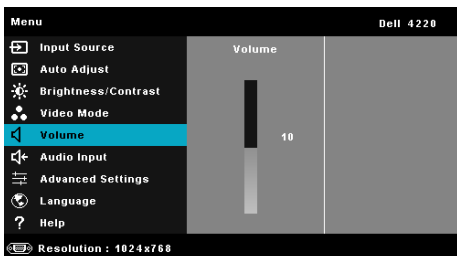 Menu Dell 4220
Input Source Volume
Auto Adjust
Brightness/Contrast
Video Mode
Volume 10
Audio Input
Advanced Settings
Language
? Help
Resolution : 1024x768